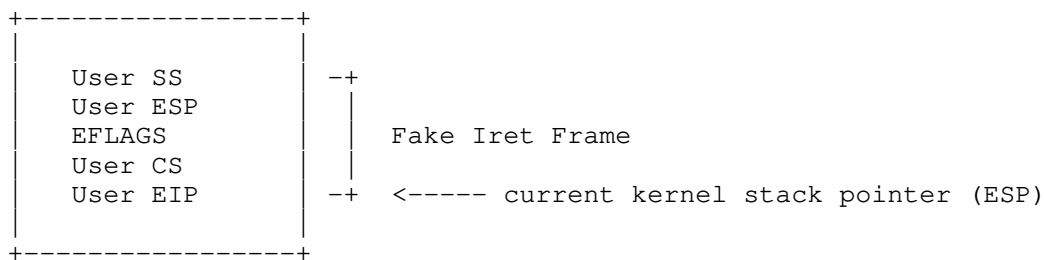 User SS
User ESP
EFLAGS Fake Iret Frame
User CS
User EIP <----- current kernel stack pointer (ESP)